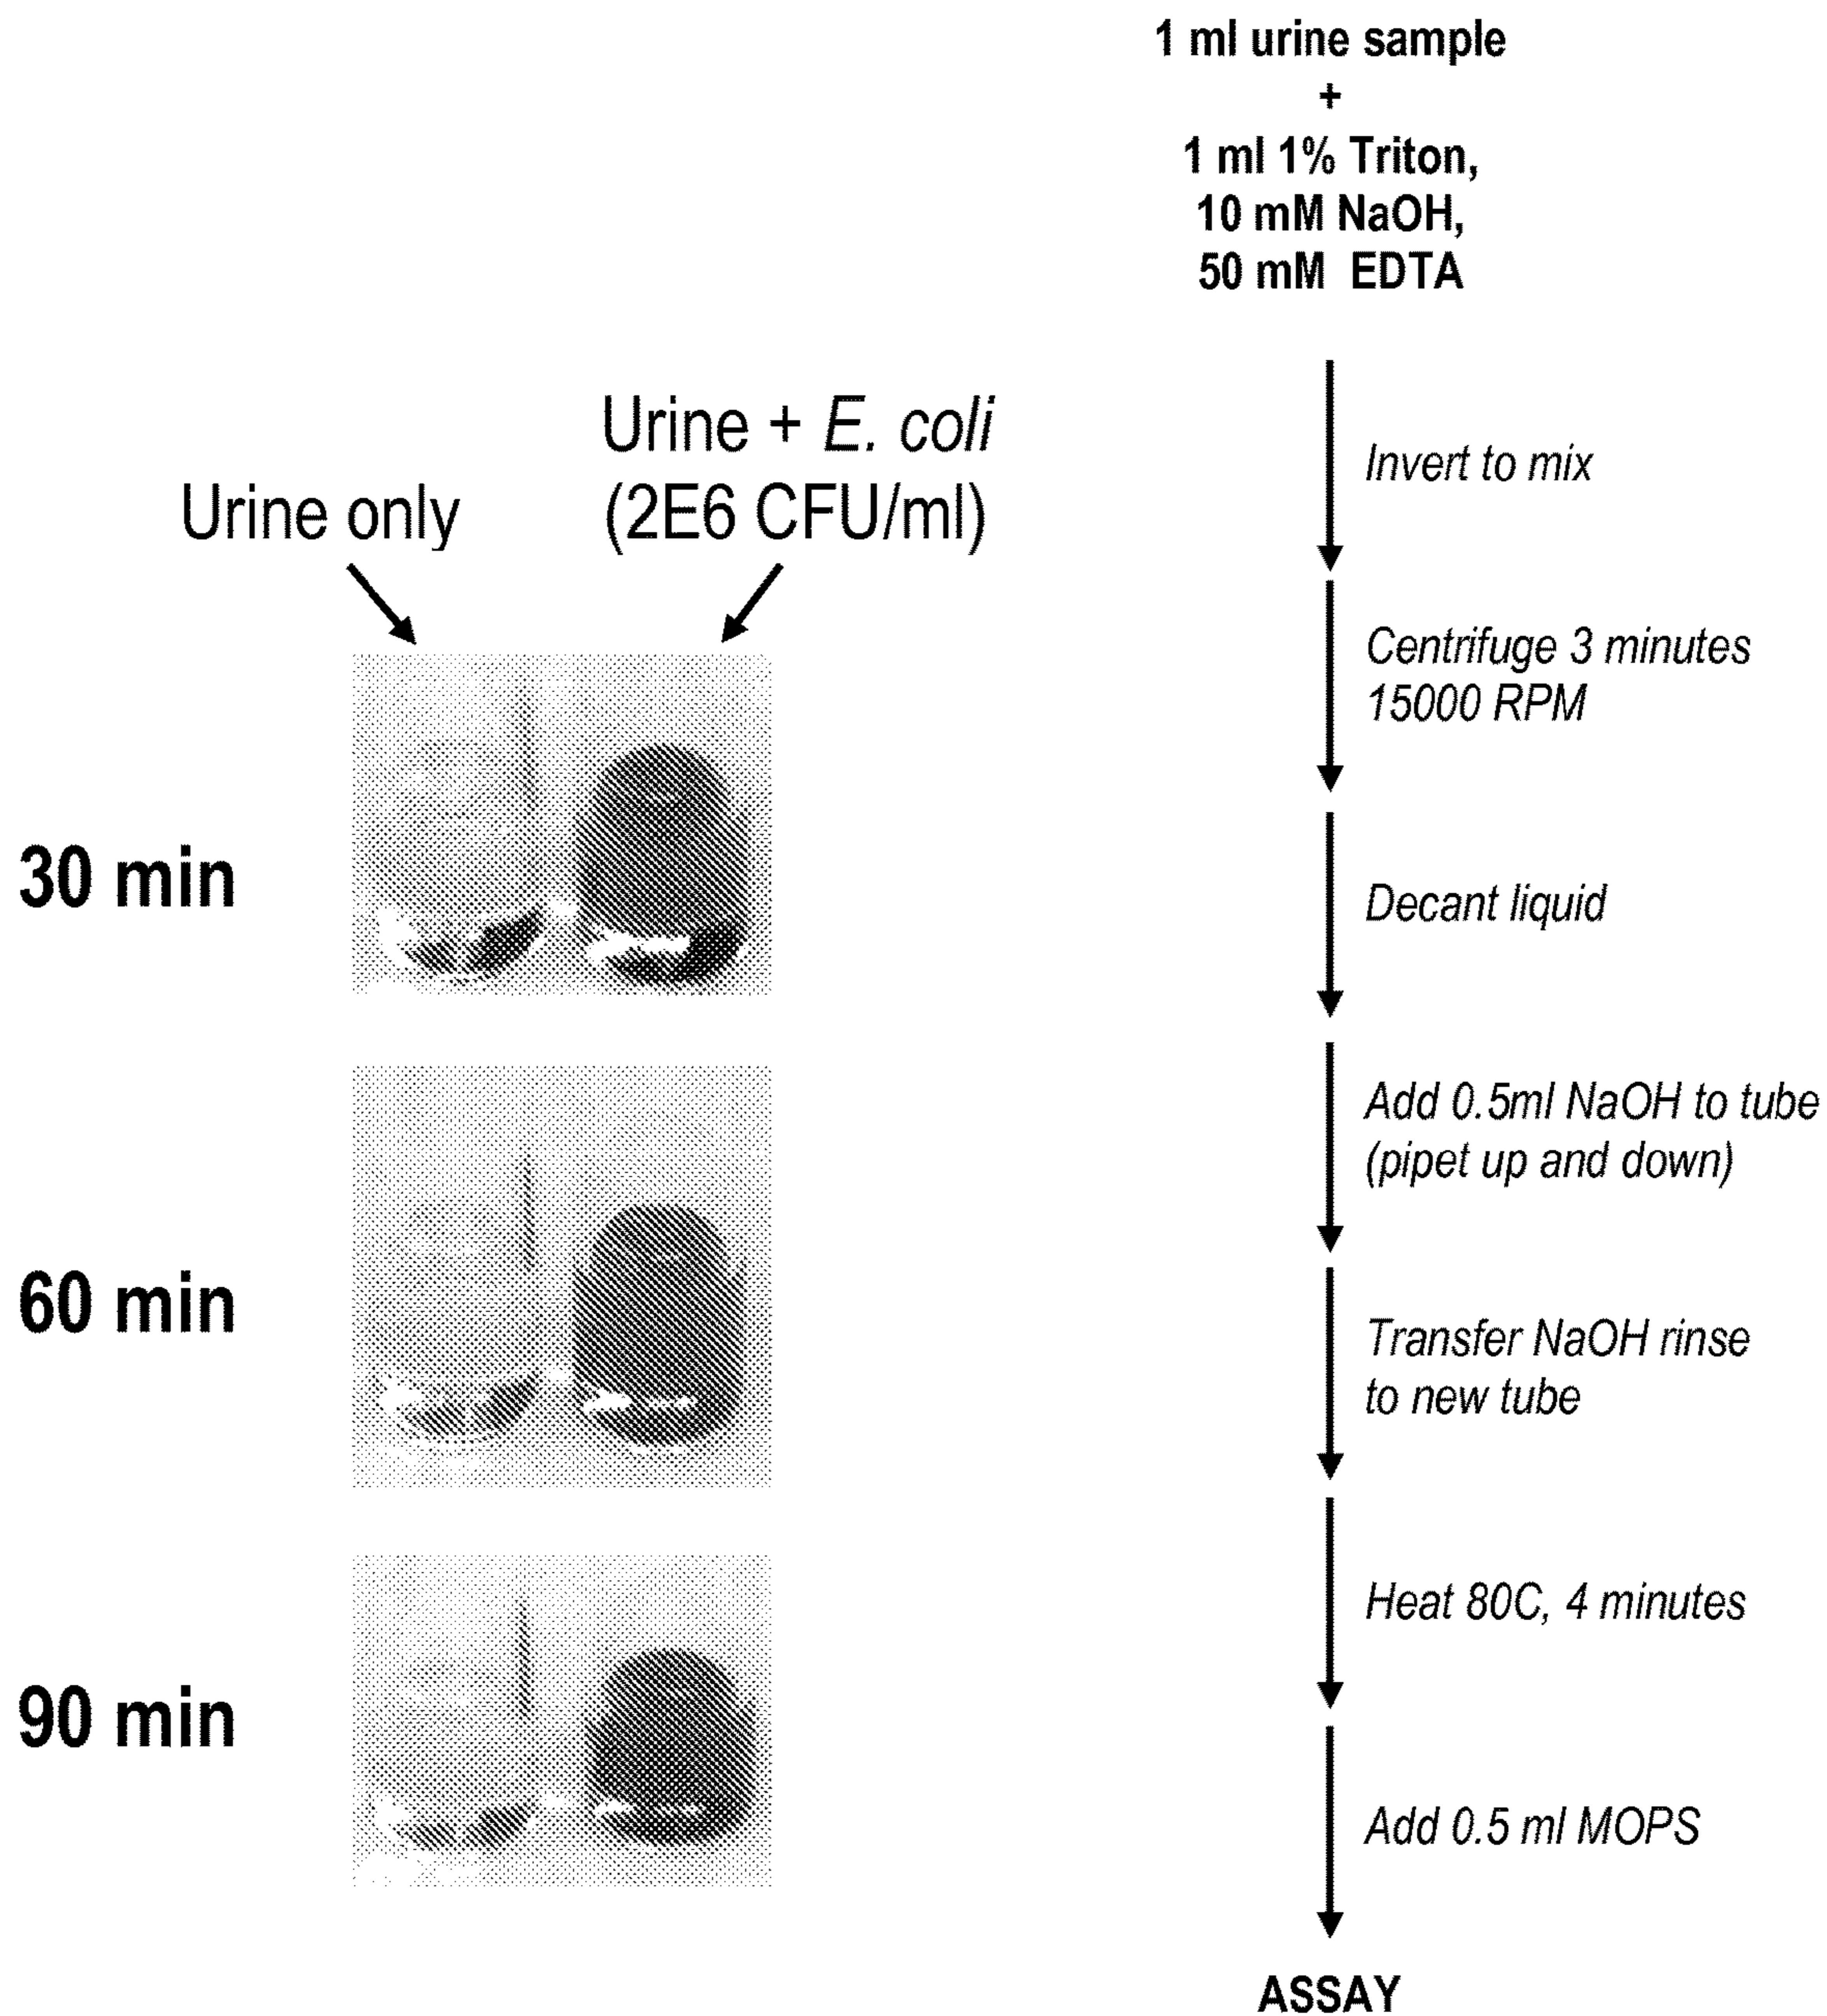 Urine only
Urine + E. coli
(2E6 CFU/ml)
30 min
60 min
90 min
1 ml urine sample
+
1 ml 1% Triton,
10 mM NaOH,
50 mM EDTA
Invert to mix
Centrifuge 3 minutes
15000 RPM
Decant liquid
Add 0.5ml NaOH to tube
(pipet up and down)
Transfer NaOH rinse
to new tube
Heat 80C, 4 minutes
Add 0.5 ml MOPS
ASSAY